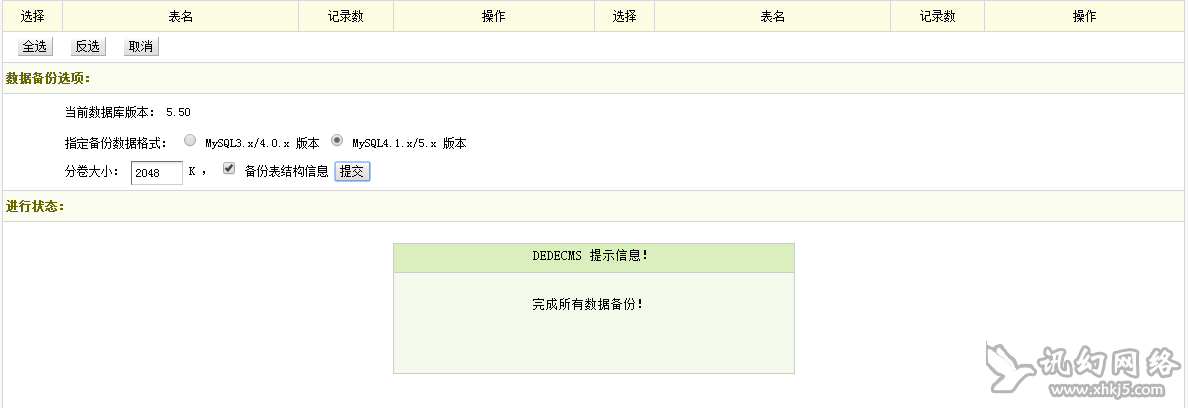 选择 表名 记录数 操作 选择 表名 记录数 操作
全选 反选 取消
数据备份选项：
当前数据库版本： 5.50
指定备份数据格式： MySQL3.x/4.0.x 版本 MySQL4.1.x/5.x 版本
分卷大小： 2048 K ， 备份表结构信息 提交
进行状态：
DEDECMS 提示信息！
完成所有数据备份！
讯幻网络
www.xhkj5.com